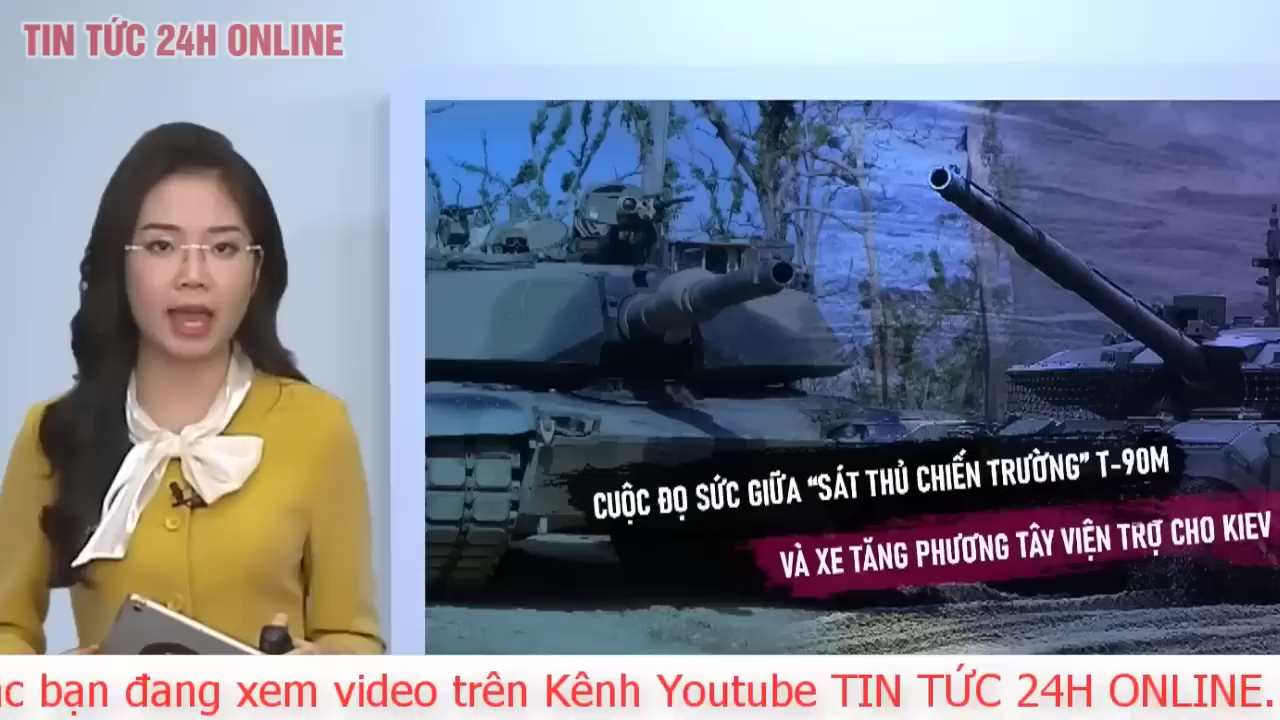 TIN TỨC 24H ONLINE
CUỘC ĐỌ SỨC GIỮA “SÁT THỦ CHIẾN TRƯỜNG” T-90M
VÀ XE TĂNG PHƯƠNG TÂY VIỆN TRỢ CHO KIEV
bạn đang xem video trên Kênh Youtube TIN TỨC 24H ONLINE.